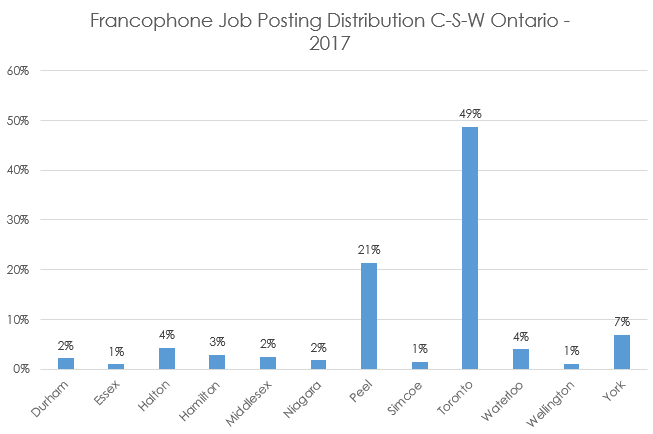 Francophone Job Posting Distribution C-S-W Ontario -
2017
60%
50%
40%
30%
20%
10%
0%
2%
1%
4%
3%
2%
2%
21%
1%
49%
4%
1%
7%
Durham
Essex
Halton
Hamilton
Middlesex
Niagara
Peel
Simcoe
Toronto
Waterloo
Wellington
York